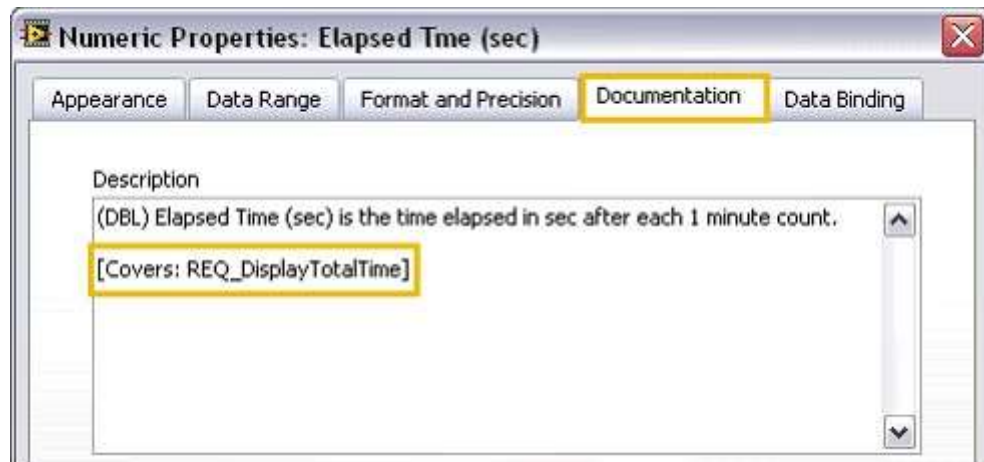 Numeric Properties: Elapsed Tme (sec)
Appearance Data Range Format and Precision Documentation Data Binding
Description
(DBL) Elapsed Time (sec) is the time elapsed in sec after each 1 minute count.
[Covers: REQ_DisplayTotalTime]